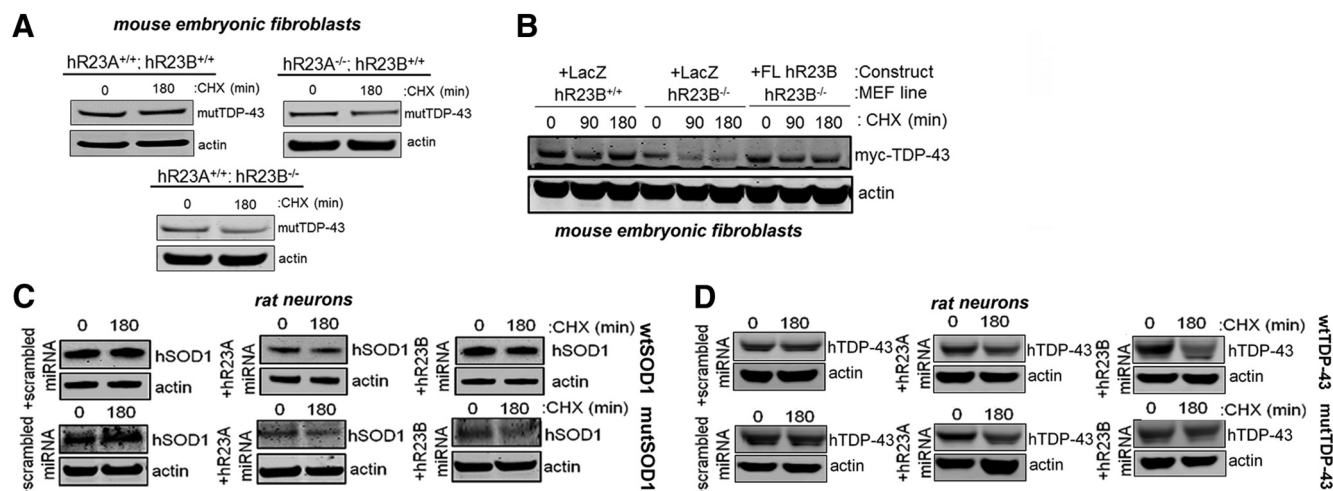 A
mouse embryonic fibroblasts
hR23A+/+; hR23B+/+
0 180 :CHX (min)
mutTDP-43
actin
hR23A-/-; hR23B+/+
0 180 :CHX (min)
mutTDP-43
actin
hR23A+/+: hR23B-/-
0 180 :CHX (min)
mutTDP-43
actin
B
+LacZ +LacZ +FL hR23B :Construct
hR23B+/+ hR23B-/- hR23B-/- :MEF line
0 90 180 0 90 180 0 90 180 : CHX (min)
myc-TDP-43
actin
mouse embryonic fibroblasts
C
rat neurons
+scrambled
miRNA
0 180
hSOD1
actin
+hR23A
miRNA
0 180
hSOD1
actin
+hR23B
miRNA
0 180 :CHX (min)
hSOD1
actin
wtSOD1
scrambled
miRNA
0 180
hSOD1
actin
+hR23A
miRNA
0 180
hSOD1
actin
+hR23B
miRNA
0 180 :CHX (min)
hSOD1
actin
mutSOD1
D
rat neurons
+scrambled
miRNA
0 180
hTDP-43
actin
+hR23A
miRNA
0 180
hTDP-43
actin
+hR23B
miRNA
0 180 :CHX (min)
hTDP-43
actin
wtTDP-43
scrambled
miRNA
0 180
hTDP-43
actin
+hR23A
miRNA
0 180
hTDP-43
actin
+hR23B
miRNA
0 180 :CHX (min)
hTDP-43
actin
mutTDP-43